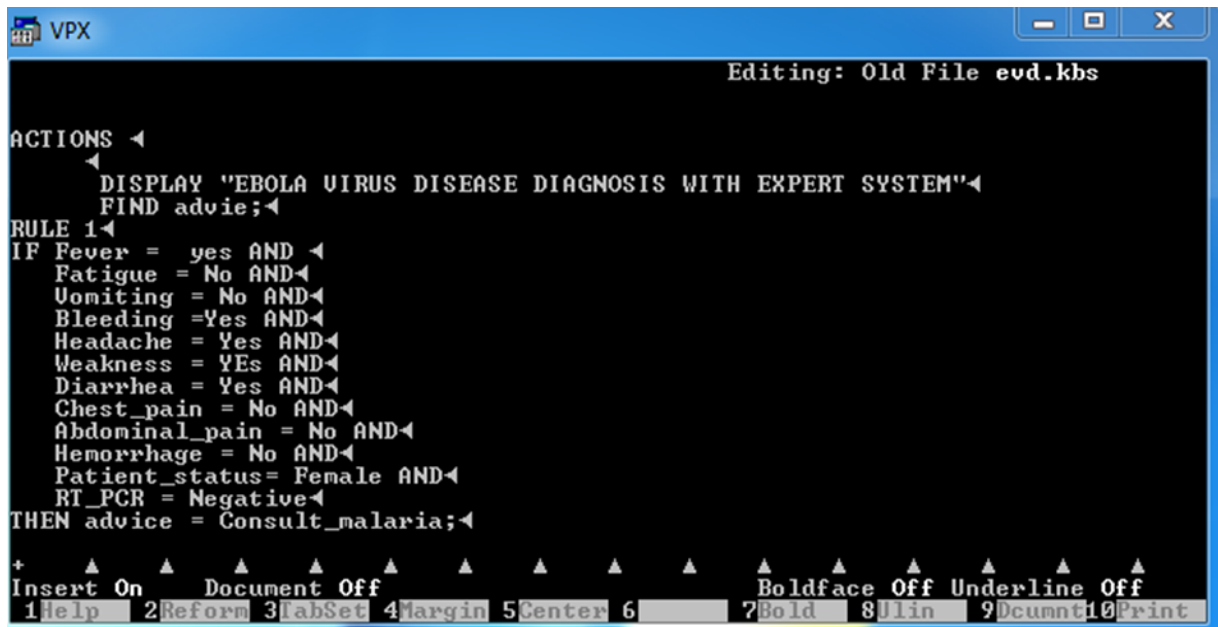 VPX
Editing: Old File evd.kbs
ACTIONS
DISPLAY "EBOLA VIRUS DISEASE DIAGNOSIS WITH EXPERT SYSTEM"
FIND advie;
RULE 1
IF Fever =  yes AND
Fatigue = No AND
Vomiting = No AND
Bleeding =Yes AND
Headache = Yes AND
Weakness = YEs AND
Diarrhea = Yes AND
Chest_pain = No AND
Abdominal_pain = No AND
Hemorrhage = No AND
Patient_status= Female AND
RT_PCR = Negative
THEN advice = Consult_malaria;
Insert On Document Off Boldface Off Underline Off
1Help 2Reform 3TabSet 4Margin 5Center 6 7Bold 8Ulin 9Dcumnt10Print